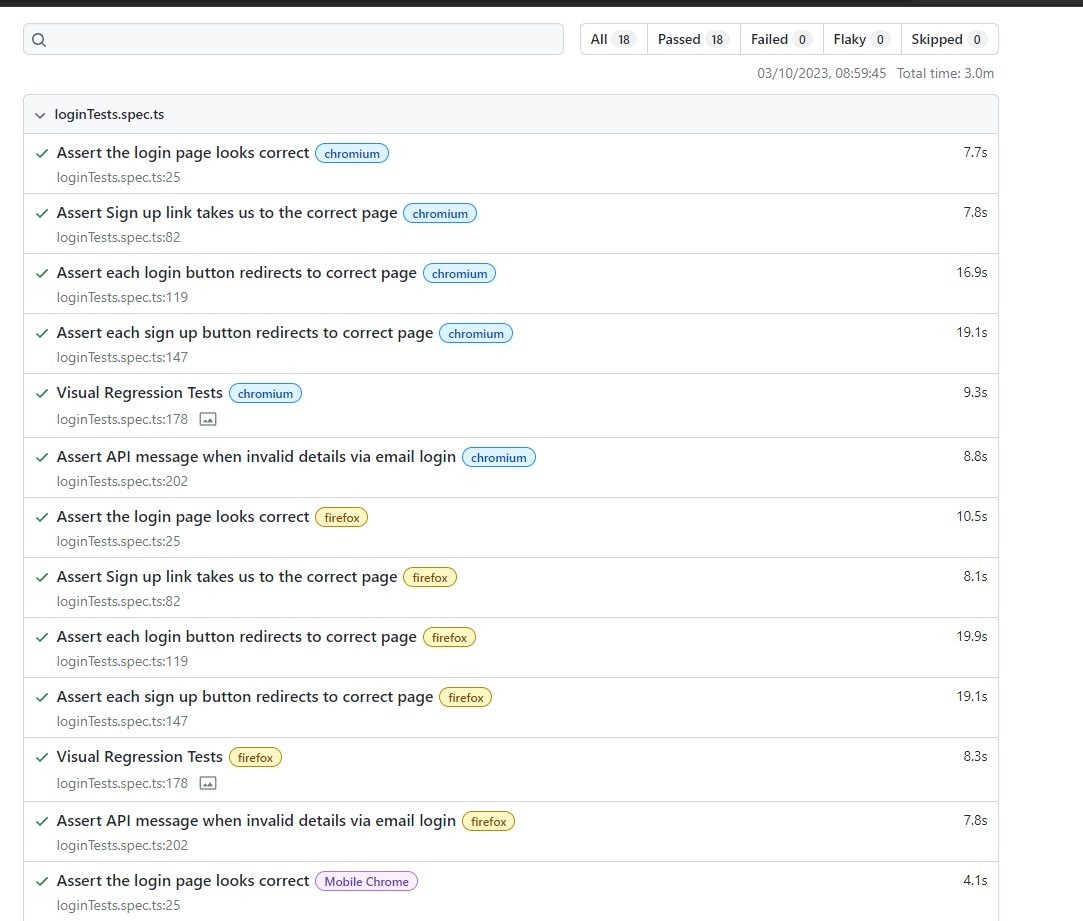 All 18 Passed 18 Failed 0 Flaky 0 Skipped 0
03/10/2023, 08:59:45 Total time: 3.0m
loginTests.spec.ts
Assert the login page looks correct chromium 7.7s
loginTests.spec.ts:25
Assert Sign up link takes us to the correct page chromium 7.8s
loginTests.spec.ts:82
Assert each login button redirects to correct page chromium 16.9s
loginTests.spec.ts:119
Assert each sign up button redirects to correct page chromium 19.1s
loginTests.spec.ts:147
Visual Regression Tests chromium 9.3s
loginTests.spec.ts:178
Assert API message when invalid details via email login chromium 8.8s
loginTests.spec.ts:202
Assert the login page looks correct firefox 10.5s
loginTests.spec.ts:25
Assert Sign up link takes us to the correct page firefox 8.1s
loginTests.spec.ts:82
Assert each login button redirects to correct page firefox 19.9s
loginTests.spec.ts:119
Assert each sign up button redirects to correct page firefox 19.1s
loginTests.spec.ts:147
Visual Regression Tests firefox 8.3s
loginTests.spec.ts:178
Assert API message when invalid details via email login firefox 7.8s
loginTests.spec.ts:202
Assert the login page looks correct Mobile Chrome 4.1s
loginTests.spec.ts:25